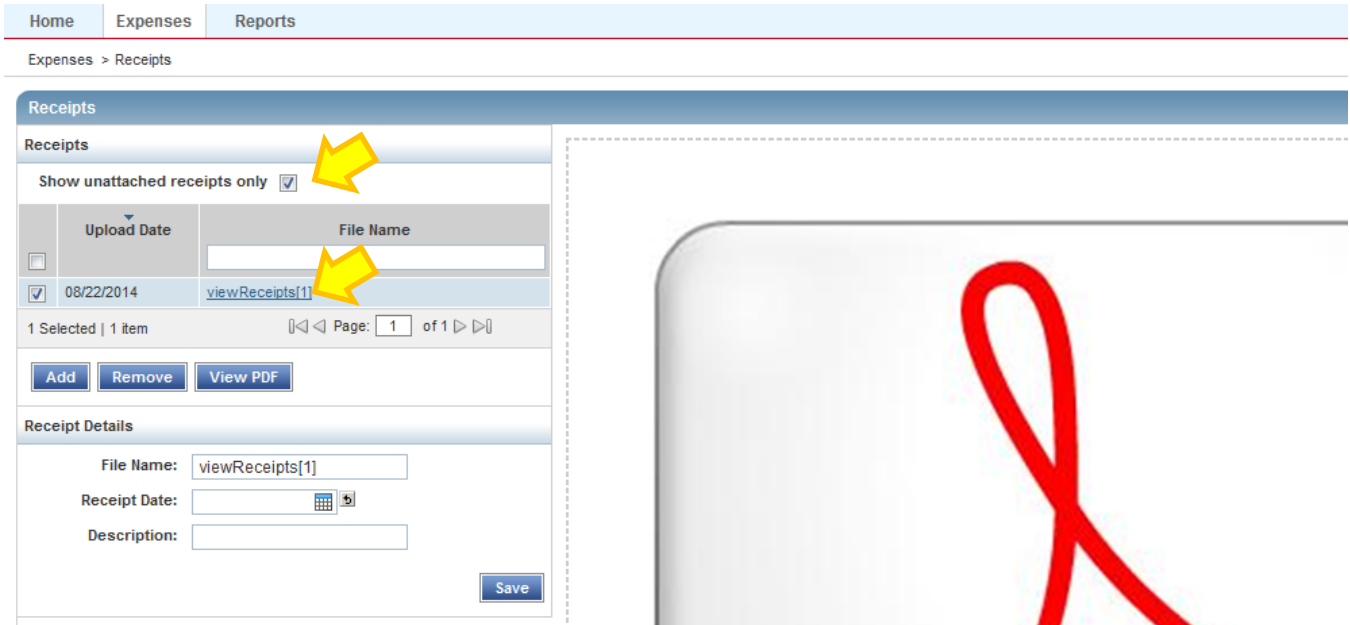 Home Expenses Reports
Expenses > Receipts
Receipts
Receipts
Show unattached receipts only
Upload Date File Name
08/22/2014 viewReceipts[1]
1 Selected | 1 item Page: 1 of 1
Add Remove View PDF
Receipt Details
File Name: viewReceipts[1]
Receipt Date:
Description:
Save